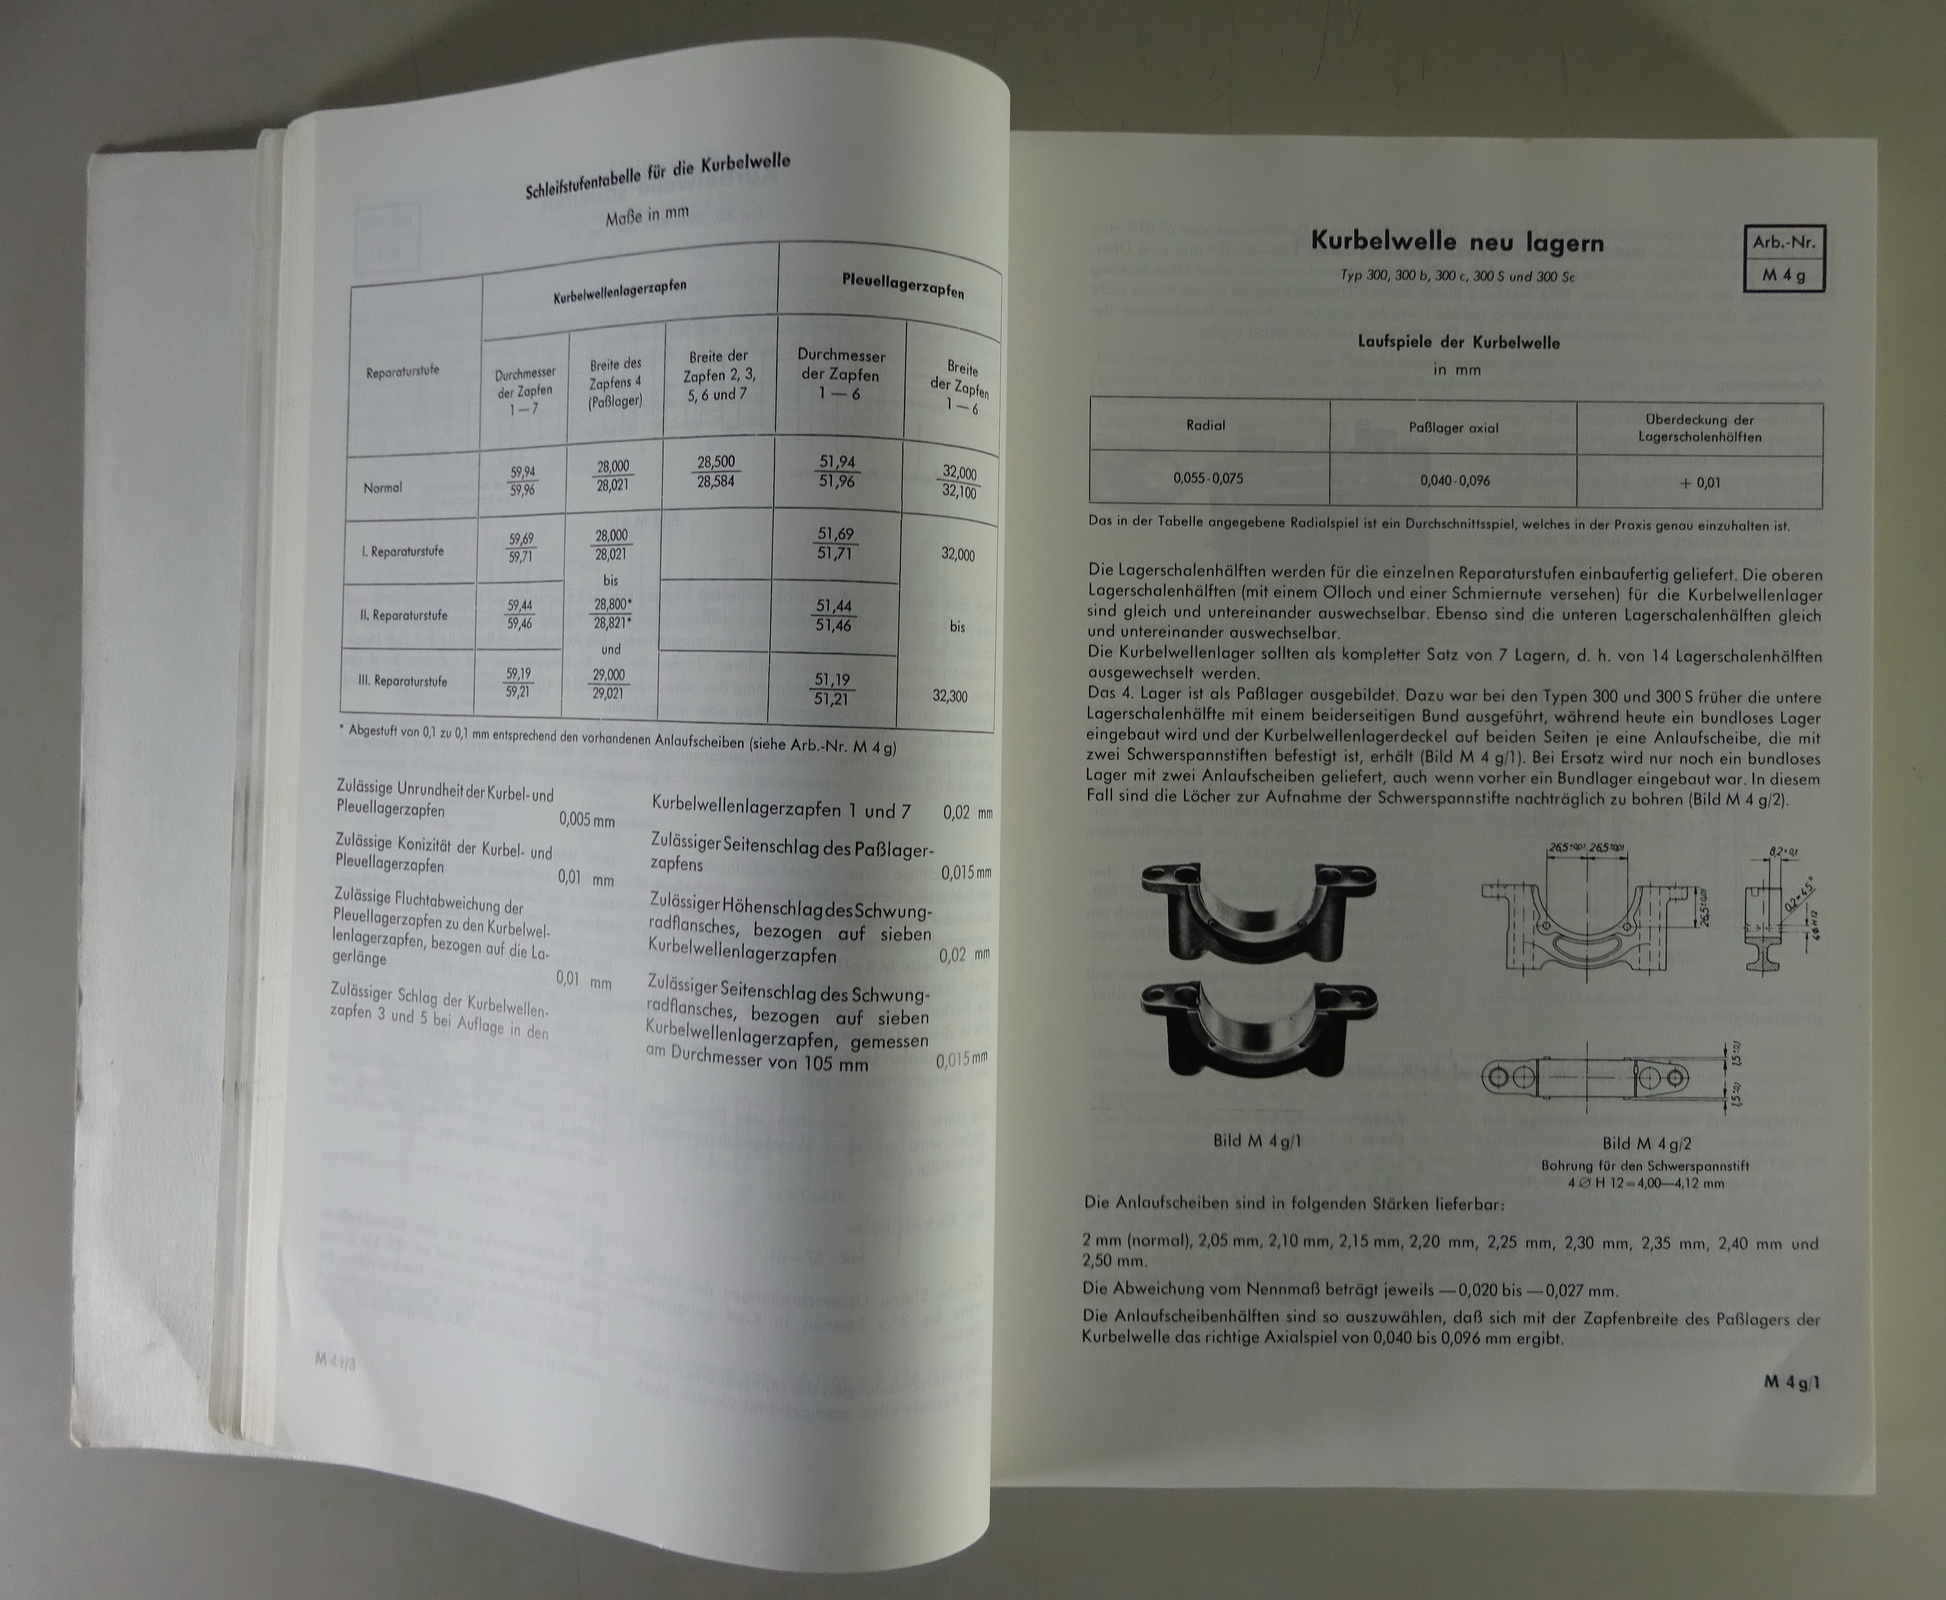 Schleifstufentabelle für die Kurbelwelle
Maße in mm
Reparaturstufe
Kurbelwellenlagerzapfen
Pleuellagerzapfen
Durchmesser
der Zapfen
1 — 7
Breite des
Zapfens 4
(Paßlager)
Breite der
Zapfen 2, 3,
5, 6 und 7
Durchmesser
der Zapfen
1 — 6
Breite
der Zapfen
1 — 6
Normal
59,94
59,96
28,000
28,021
28,500
28,584
51,94
51,96
32,000
32,100
I. Reparaturstufe
59,69
59,71
28,000
28,021
51,69
51,71
32,000
bis
II. Reparaturstufe
59,44
59,46
28,800*
28,821*
51,44
51,46
bis
und
III. Reparaturstufe
59,19
59,21
29,000
29,021
51,19
51,21
32,300
* Abgestuft von 0,1 zu 0,1 mm entsprechend den vorhandenen Anlaufscheiben (siehe Arb.-Nr. M 4 g)
Zulässige Unrundheit der Kurbel- und
Pleuellagerzapfen 0,005 mm
Zulässige Konizität der Kurbel- und
Pleuellagerzapfen 0,01 mm
Zulässige Fluchtabweichung der
Pleuellagerzapfen zu den Kurbelwel-
lenlagerzapfen, bezogen auf die La-
gerlänge 0,01 mm
Zulässiger Schlag der Kurbelwellen-
zapfen 3 und 5 bei Auflage in den
Kurbelwellenlagerzapfen 1 und 7 0,02 mm
Zulässiger Seitenschlag des Paßlager-
zapfens 0,015 mm
Zulässiger Höhenschlag des Schwung-
radflansches, bezogen auf sieben
Kurbelwellenlagerzapfen 0,02 mm
Zulässiger Seitenschlag des Schwung-
radflansches, bezogen auf sieben
Kurbelwellenlagerzapfen, gemessen
am Durchmesser von 105 mm 0,015 mm
M 4 f/3
Kurbelwelle neu lagern
Typ 300, 300 b, 300 c, 300 S und 300 Sc
Arb.-Nr.
M 4 g
Laufspiele der Kurbelwelle
in mm
Radial
Paßlager axial
Überdeckung der
Lagerschalenhälften
0,055-0,075
0,040-0,096
+ 0,01
Das in der Tabelle angegebene Radialspiel ist ein Durchschnittsspiel, welches in der Praxis genau einzuhalten ist.
Die Lagerschalenhälften werden für die einzelnen Reparaturstufen einbaufertig geliefert. Die oberen
Lagerschalenhälften (mit einem Ölloch und einer Schmiernute versehen) für die Kurbelwellenlager
sind gleich und untereinander auswechselbar. Ebenso sind die unteren Lagerschalenhälften gleich
und untereinander auswechselbar.
Die Kurbelwellenlager sollten als kompletter Satz von 7 Lagern, d. h. von 14 Lagerschalenhälften
ausgewechselt werden.
Das 4. Lager ist als Paßlager ausgebildet. Dazu war bei den Typen 300 und 300 S früher die untere
Lagerschalenhälfte mit einem beiderseitigen Bund ausgeführt, während heute ein bundloses Lager
eingebaut wird und der Kurbelwellenlagerdeckel auf beiden Seiten je eine Anlaufscheibe, die mit
zwei Schwerspannstiften befestigt ist, erhält (Bild M 4 g/1). Bei Ersatz wird nur noch ein bundloses
Lager mit zwei Anlaufscheiben geliefert, auch wenn vorher ein Bundlager eingebaut war. In diesem
Fall sind die Löcher zur Aufnahme der Schwerspannstifte nachträglich zu bohren (Bild M 4 g/2).
Bild M 4 g/1
Bild M 4 g/2
Bohrung für den Schwerspannstift
4 Ø H 12 = 4,00—4,12 mm
Die Anlaufscheiben sind in folgenden Stärken lieferbar:
2 mm (normal), 2,05 mm, 2,10 mm, 2,15 mm, 2,20 mm, 2,25 mm, 2,30 mm, 2,35 mm, 2,40 mm und
2,50 mm.
Die Abweichung vom Nennmaß beträgt jeweils —0,020 bis —0,027 mm.
Die Anlaufscheibenhälften sind so auszuwählen, daß sich mit der Zapfenbreite des Paßlagers der
Kurbelwelle das richtige Axialspiel von 0,040 bis 0,096 mm ergibt.
M 4 g/1